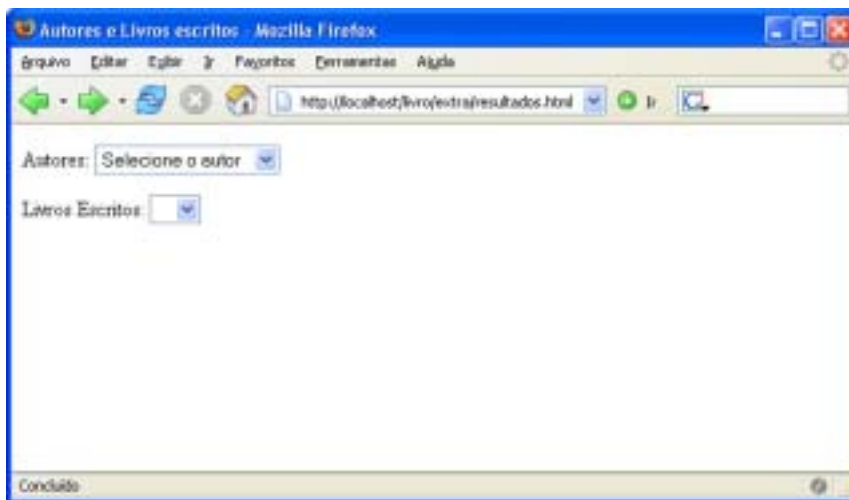 Autores e Livros escritos - Mozilla Firefox
Arquivo Editar Exibir Ir Favoritos Ferramentas Ajuda
http://localhost/livro/extra/resultados.html Ir
Autores: Selecione o autor
Livros Escritos:
Concluído